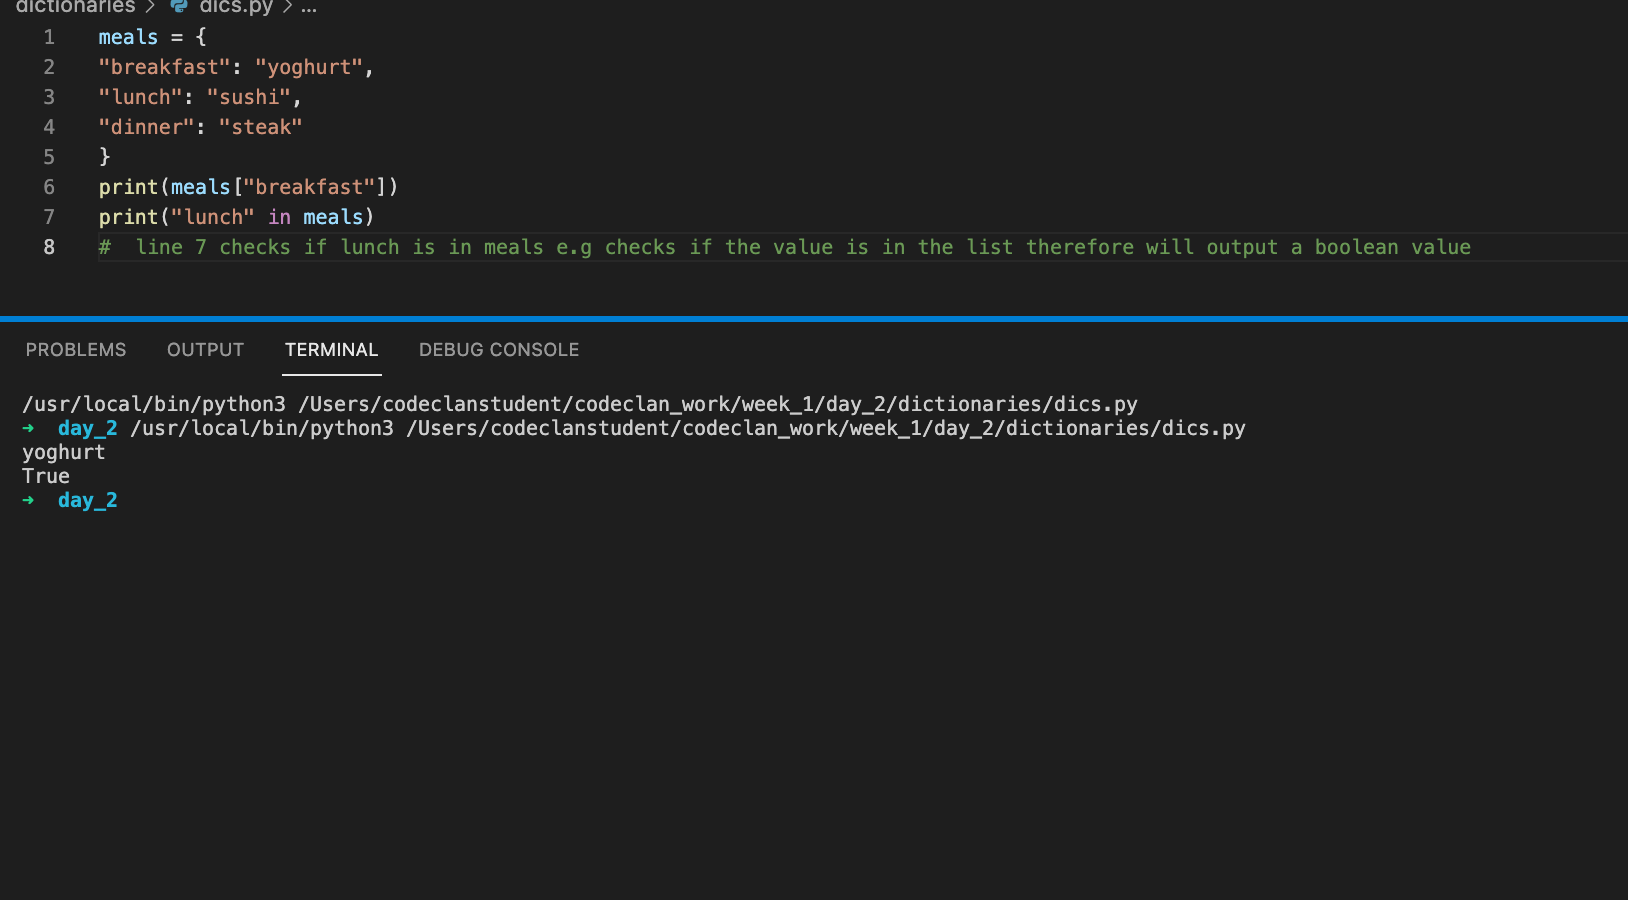 dictionaries > dics.py > ...
1 meals = {
2 "breakfast": "yoghurt",
3 "lunch": "sushi",
4 "dinner": "steak"
5 }
6 print(meals["breakfast"])
7 print("lunch" in meals)
8 #  line 7 checks if lunch is in meals e.g checks if the value is in the list therefore will output a boolean value
PROBLEMS OUTPUT TERMINAL DEBUG CONSOLE
/usr/local/bin/python3 /Users/codeclanstudent/codeclan_work/week_1/day_2/dictionaries/dics.py
➜  day_2 /usr/local/bin/python3 /Users/codeclanstudent/codeclan_work/week_1/day_2/dictionaries/dics.py
yoghurt
True
➜  day_2